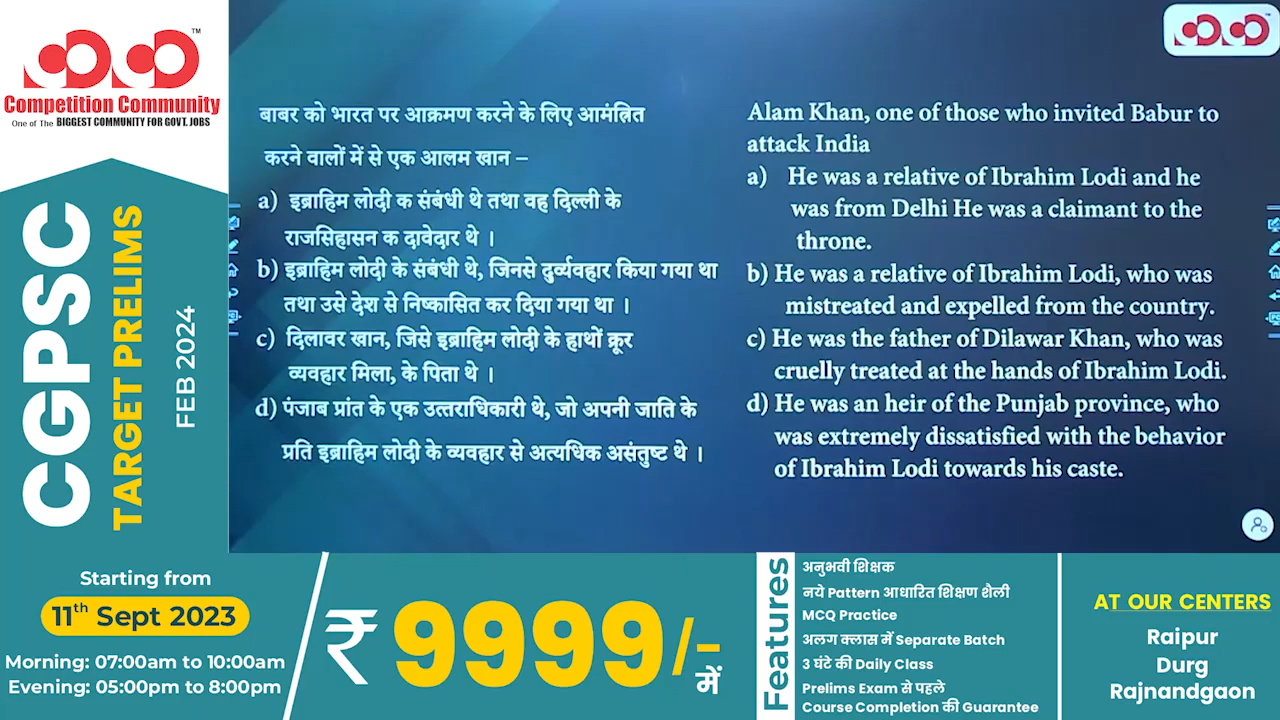 TM
Competition Community
One of The BIGGEST COMMUNITY FOR GOVT. JOBS
CGPSC
TARGET PRELIMS
FEB 2024
TM
बाबर को भारत पर आक्रमण करने के लिए आमंत्रित
करने वालों में से एक आलम खान –
a) इब्राहिम लोदी क संबंधी थे तथा वह दिल्ली के
राजसिहासन क दावेदार थे ।
b) इब्राहिम लोदी के संबंधी थे, जिनसे दुर्व्यवहार किया गया था
तथा उसे देश से निष्कासित कर दिया गया था ।
c) दिलावर खान, जिसे इब्राहिम लोदी के हाथों क्रूर
व्यवहार मिला, के पिता थे ।
d) पंजाब प्रांत के एक उत्तराधिकारी थे, जो अपनी जाति के
प्रति इब्राहिम लोदी के व्यवहार से अत्यधिक असंतुष्ट थे ।
Alam Khan, one of those who invited Babur to
attack India
a) He was a relative of Ibrahim Lodi and he
was from Delhi He was a claimant to the
throne.
b) He was a relative of Ibrahim Lodi, who was
mistreated and expelled from the country.
c) He was the father of Dilawar Khan, who was
cruelly treated at the hands of Ibrahim Lodi.
d) He was an heir of the Punjab province, who
was extremely dissatisfied with the behavior
of Ibrahim Lodi towards his caste.
Starting from
11th Sept 2023
Morning: 07:00am to 10:00am
Evening: 05:00pm to 8:00pm
₹ 9999/- में
Features
अनुभवी शिक्षक
नये Pattern आधारित शिक्षण शैली
MCQ Practice
अलग क्लास में Separate Batch
3 घंटे की Daily Class
Prelims Exam से पहले
Course Completion की Guarantee
AT OUR CENTERS
Raipur
Durg
Rajnandgaon